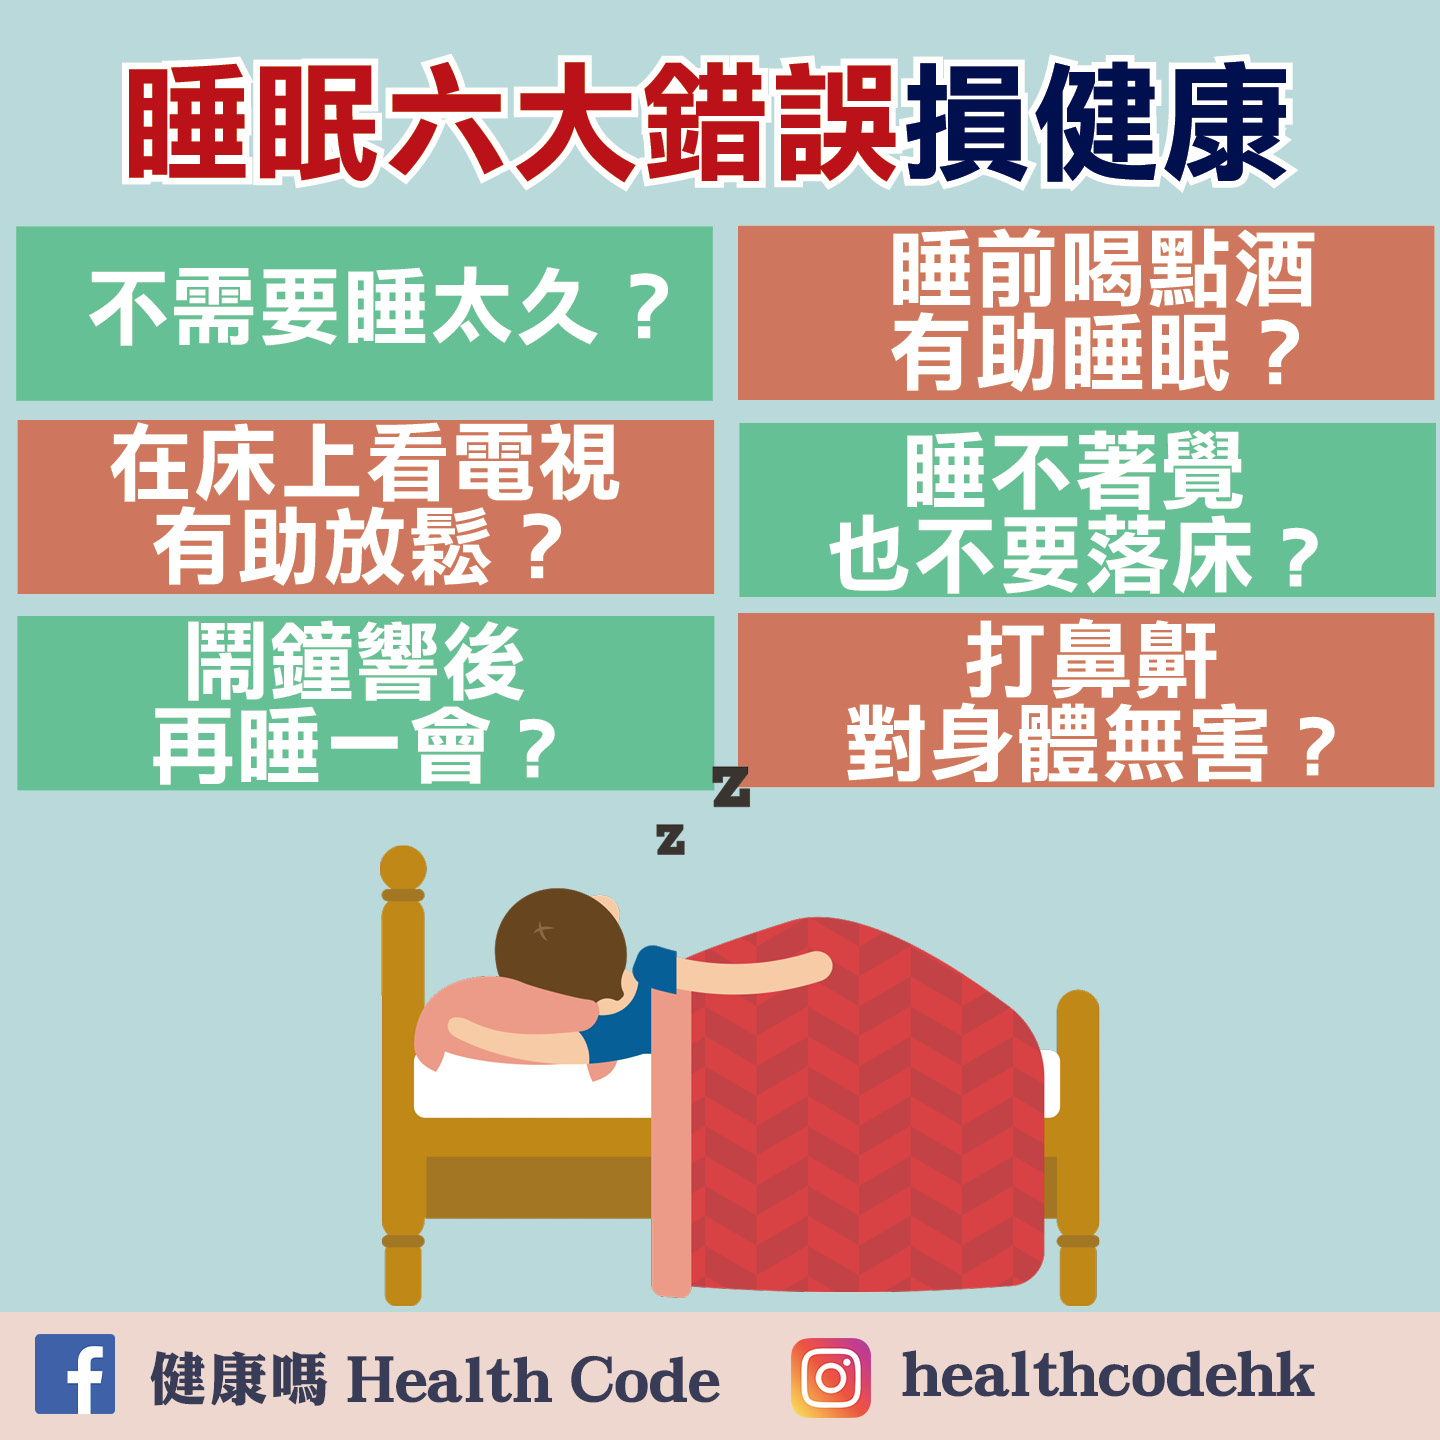 睡眠六大錯誤損健康
不需要睡太久？
睡前喝點酒
有助睡眠？
在床上看電視
有助放鬆？
睡不著覺
也不要落床？
鬧鐘響後
再睡一會？
打鼻鼾
對身體無害？
z
z
健康嗎 Health Code
healthcodehk